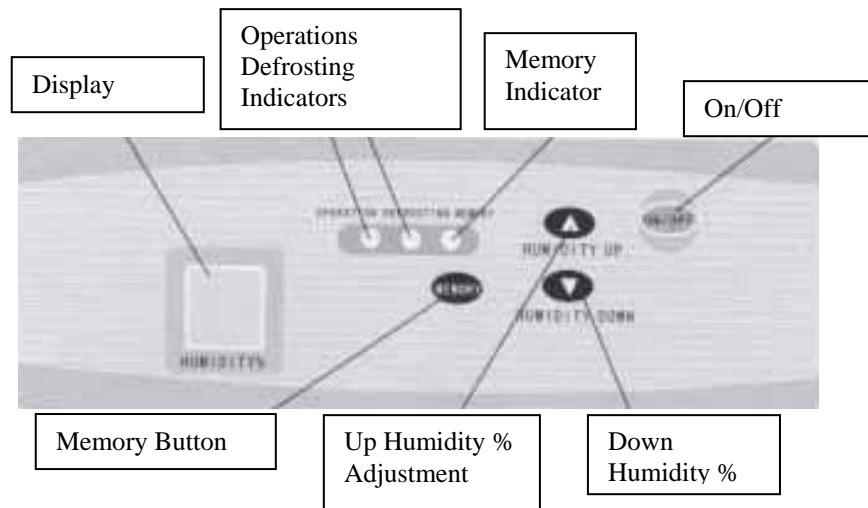 Operations
Defrosting
Indicators
Memory
Indicator
Display
On/Off
OPERATION DEFROSTING MEMORY
ON/OFF
HUMIDITY UP
MEMORY
HUMIDITY DOWN
HUMIDITY%
Memory Button
Up Humidity %
Adjustment
Down
Humidity %